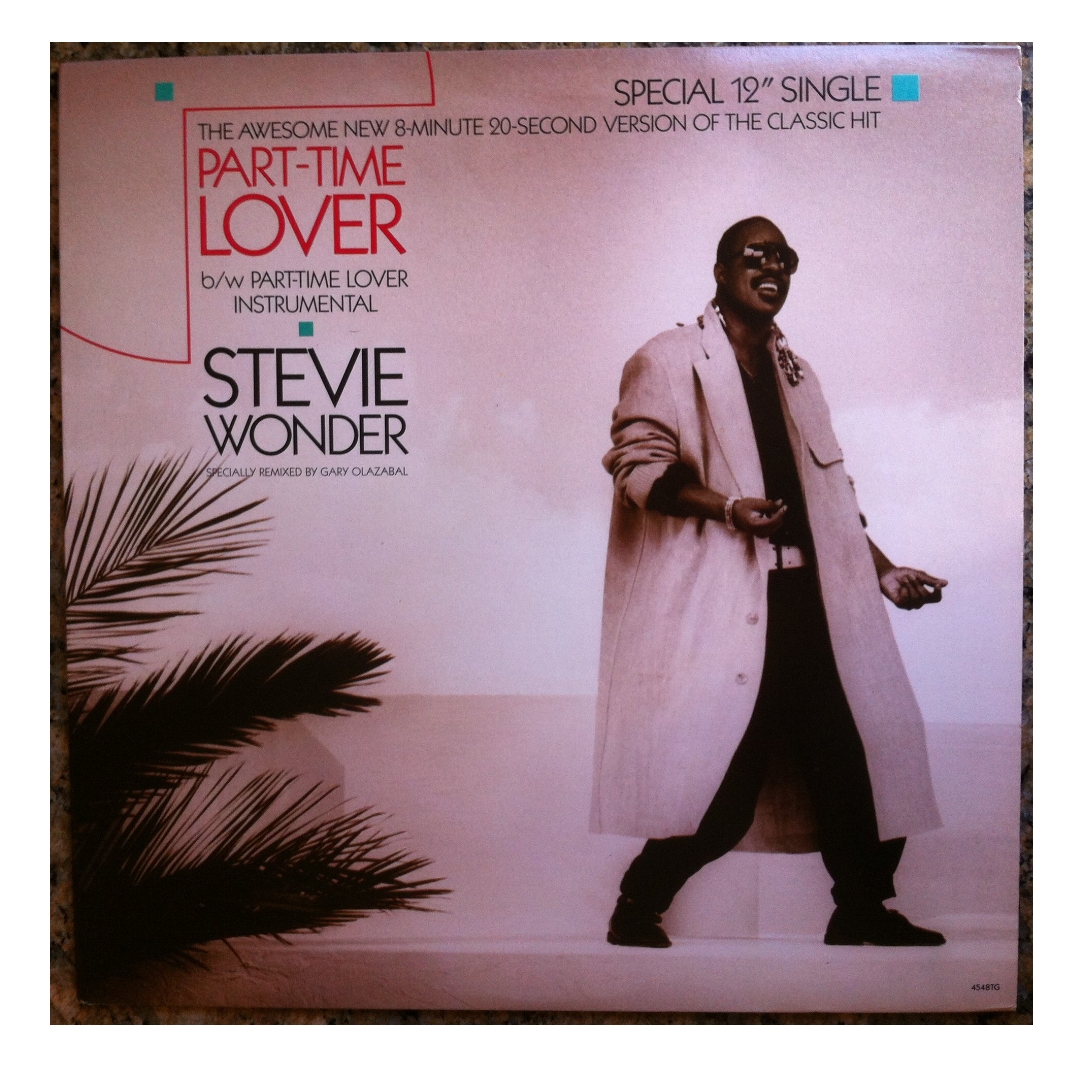 SPECIAL 12" SINGLE
THE AWESOME NEW 8-MINUTE 20-SECOND VERSION OF THE CLASSIC HIT
PART-TIME
LOVER
b/w PART-TIME LOVER
INSTRUMENTAL
STEVIE
WONDER
SPECIALLY REMIXED BY GARY OLAZABAL
4548TG